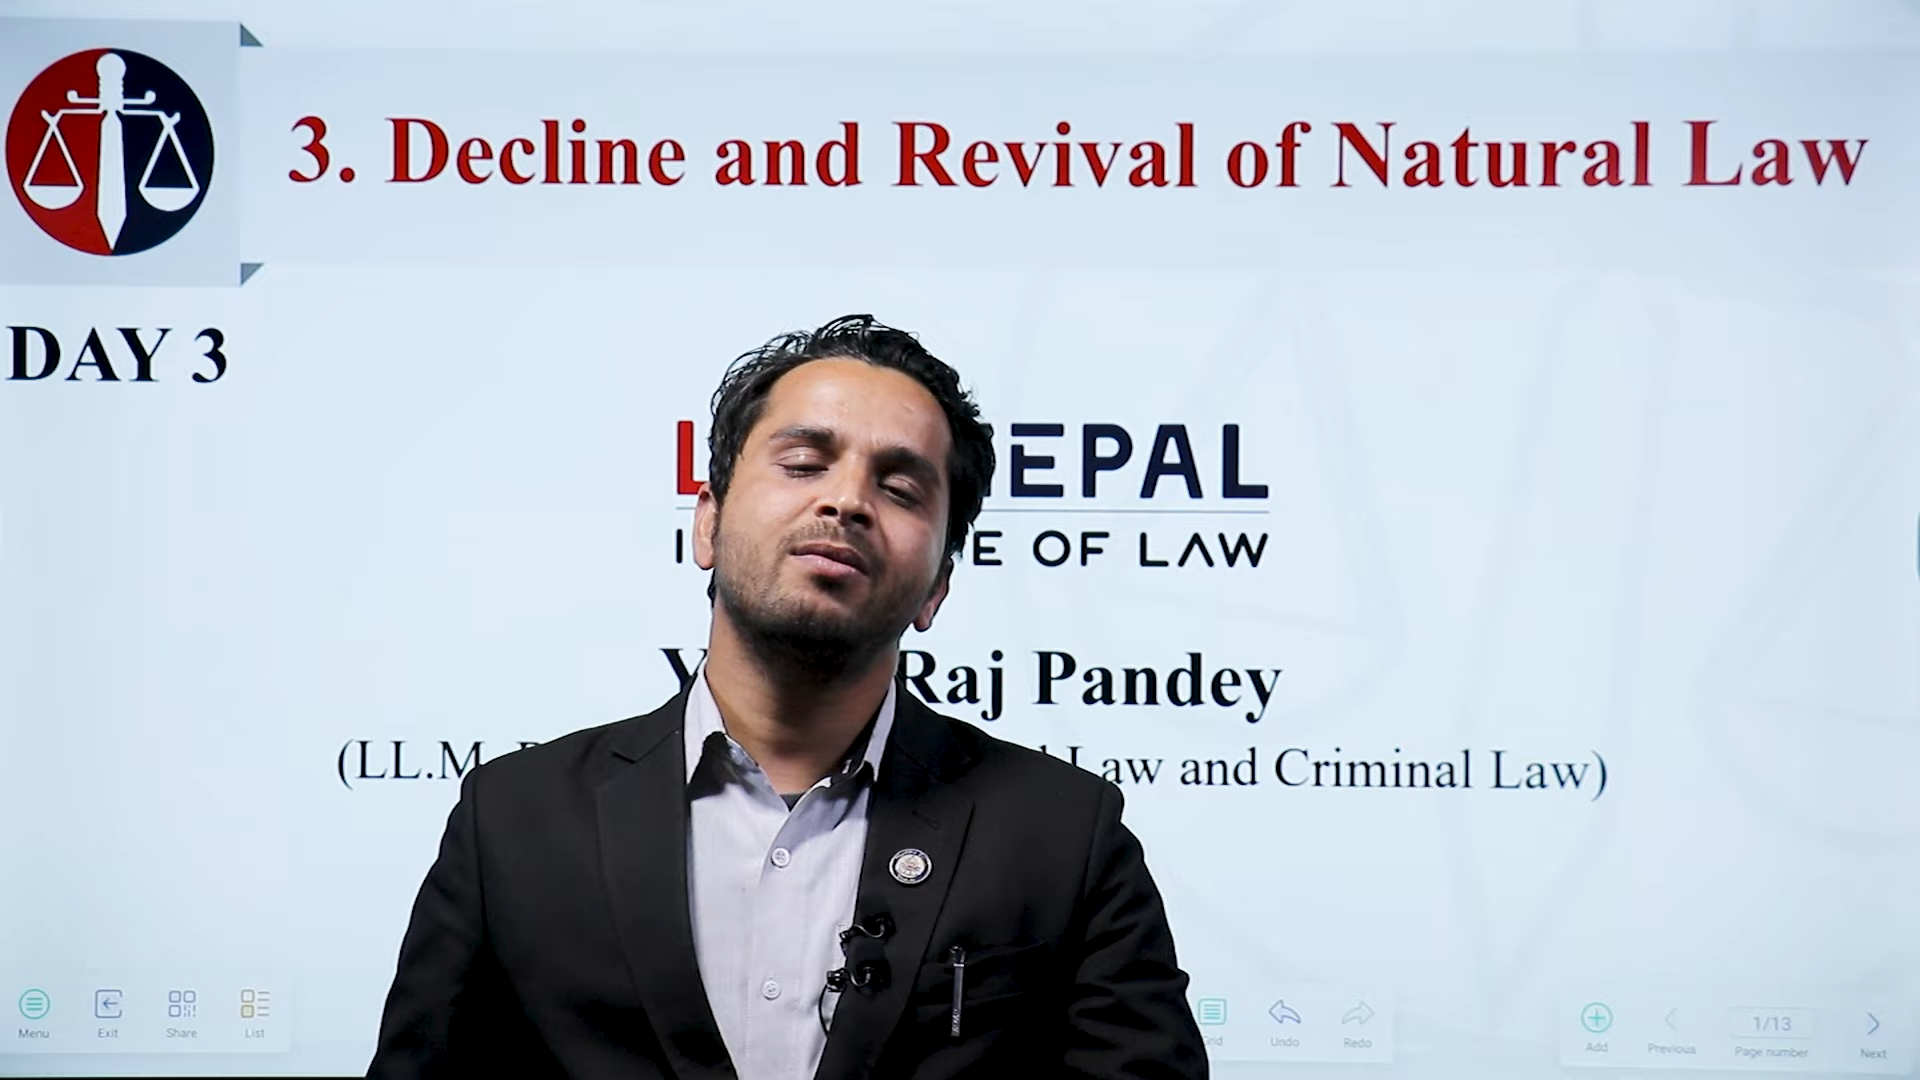 3. Decline and Revival of Natural Law
DAY 3
EPAL
E OF LAW
Raj Pandey
(LL.M. Law and Criminal Law)
Menu
Exit
Share
List
Undo
Redo
Add
Previous
1/13
Page number
Next